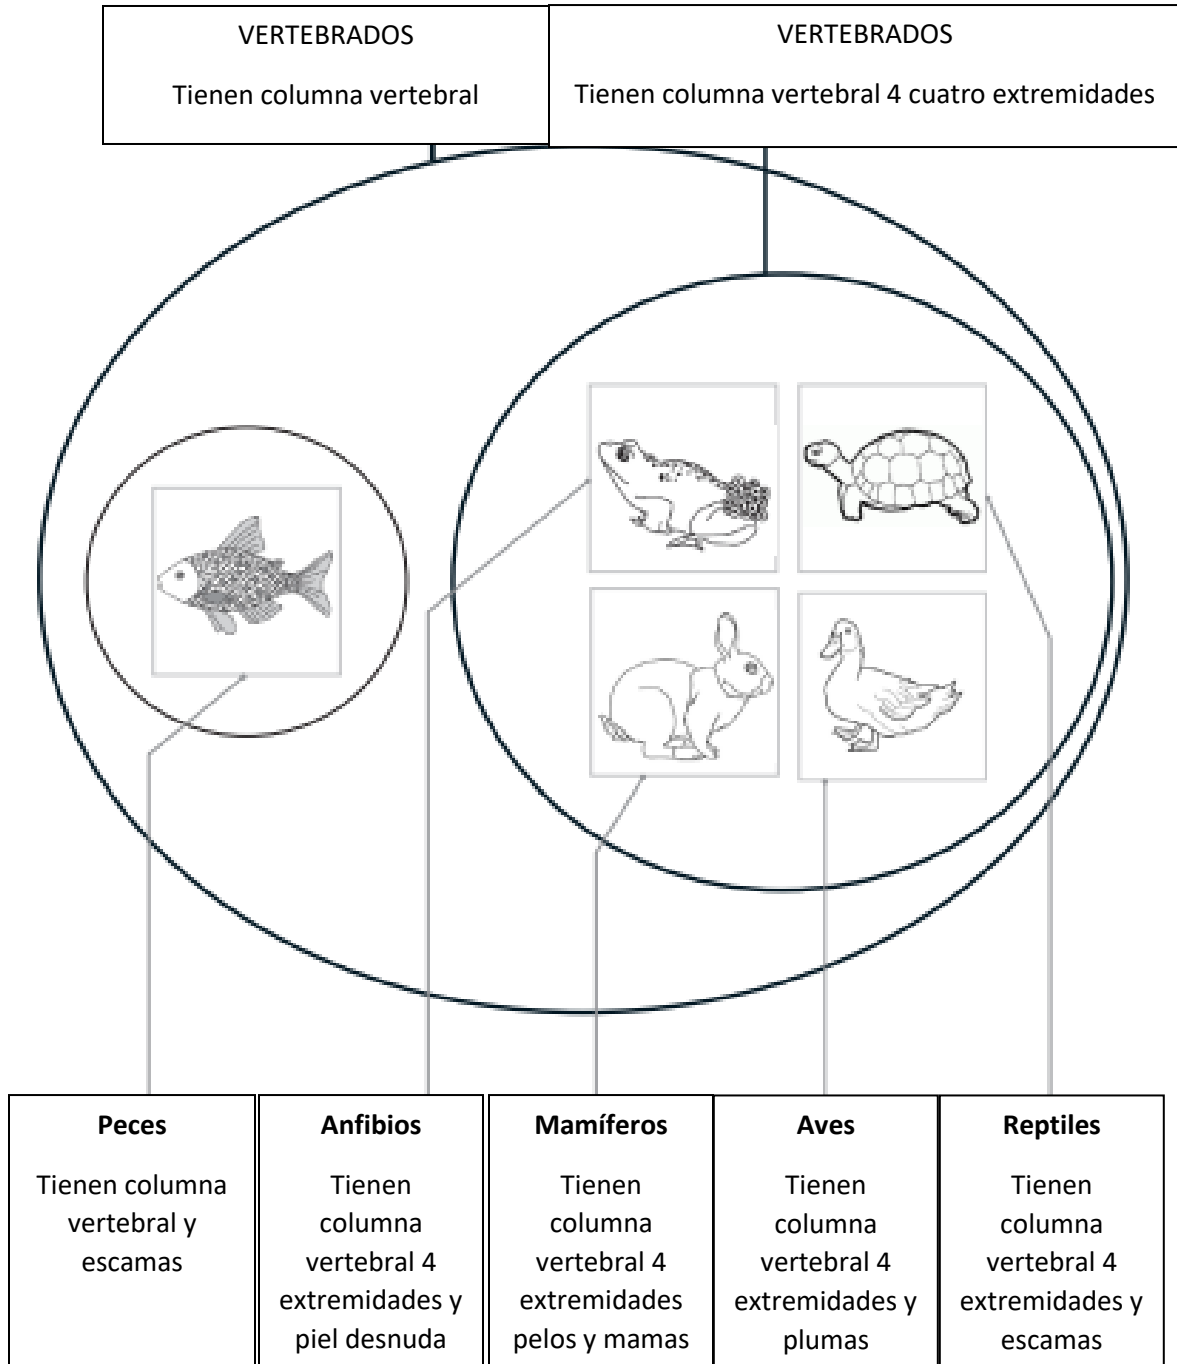 VERTEBRADOS
Tienen columna vertebral
VERTEBRADOS
Tienen columna vertebral 4 cuatro extremidades
Peces
Tienen columna
vertebral y
escamas
Anfibios
Tienen
columna
vertebral 4
extremidades y
piel desnuda
Mamíferos
Tienen
columna
vertebral 4
extremidades
pelos y mamas
Aves
Tienen
columna
vertebral 4
extremidades y
plumas
Reptiles
Tienen
columna
vertebral 4
extremidades y
escamas